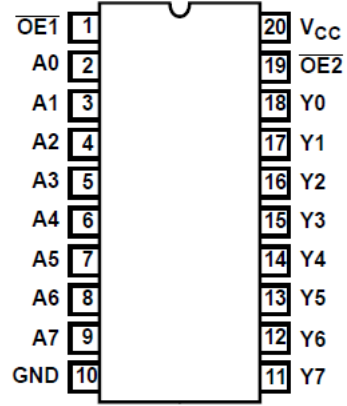 O̅E̅1̅ 1 20 VCC
A0 2 19 O̅E̅2̅
A1 3 18 Y0
A2 4 17 Y1
A3 5 16 Y2
A4 6 15 Y3
A5 7 14 Y4
A6 8 13 Y5
A7 9 12 Y6
GND 10 11 Y7